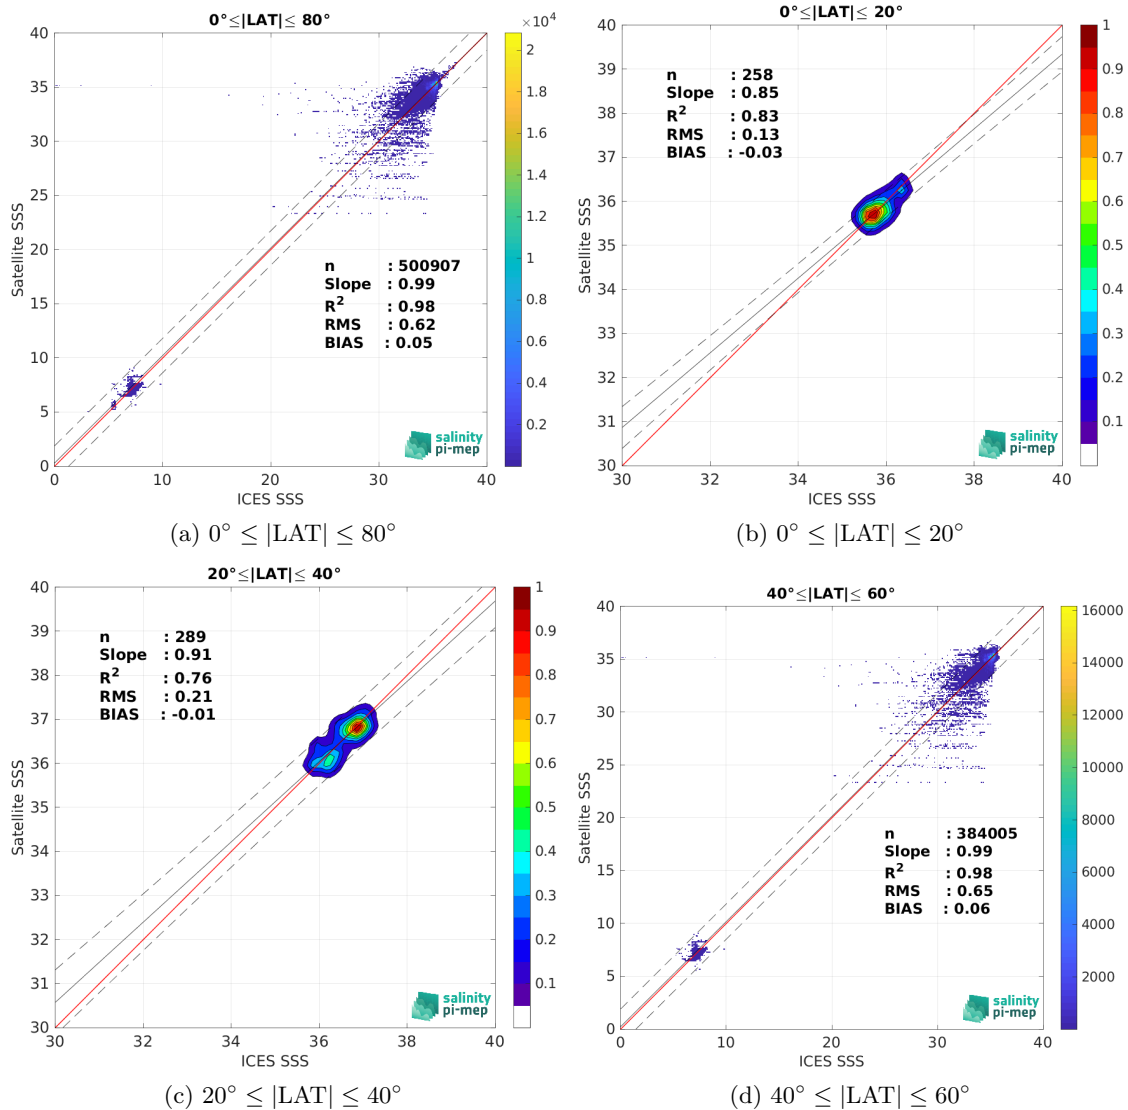 0°≤|LAT|≤ 80°
×10⁴
40
35
30
25
20
15
10
5
0
Satellite SSS
n : 500907
Slope : 0.99
R² : 0.98
RMS : 0.62
BIAS : 0.05
salinity
pi-mep
0 10 20 30 40
ICES SSS
2
1.8
1.6
1.4
1.2
1
0.8
0.6
0.4
0.2
(a) 0° ≤ |LAT| ≤ 80°
0°≤|LAT|≤ 20°
40
39
38
37
36
35
34
33
32
31
30
Satellite SSS
n : 258
Slope : 0.85
R² : 0.83
RMS : 0.13
BIAS : -0.03
salinity
pi-mep
30 32 34 36 38 40
ICES SSS
1
0.9
0.8
0.7
0.6
0.5
0.4
0.3
0.2
0.1
(b) 0° ≤ |LAT| ≤ 20°
20°≤|LAT|≤ 40°
40
39
38
37
36
35
34
33
32
31
30
Satellite SSS
n : 289
Slope : 0.91
R² : 0.76
RMS : 0.21
BIAS : -0.01
salinity
pi-mep
30 32 34 36 38 40
ICES SSS
1
0.9
0.8
0.7
0.6
0.5
0.4
0.3
0.2
0.1
(c) 20° ≤ |LAT| ≤ 40°
40°≤|LAT|≤ 60°
40
35
30
25
20
15
10
5
0
Satellite SSS
n : 384005
Slope : 0.99
R² : 0.98
RMS : 0.65
BIAS : 0.06
salinity
pi-mep
0 10 20 30 40
ICES SSS
16000
14000
12000
10000
8000
6000
4000
2000
(d) 40° ≤ |LAT| ≤ 60°